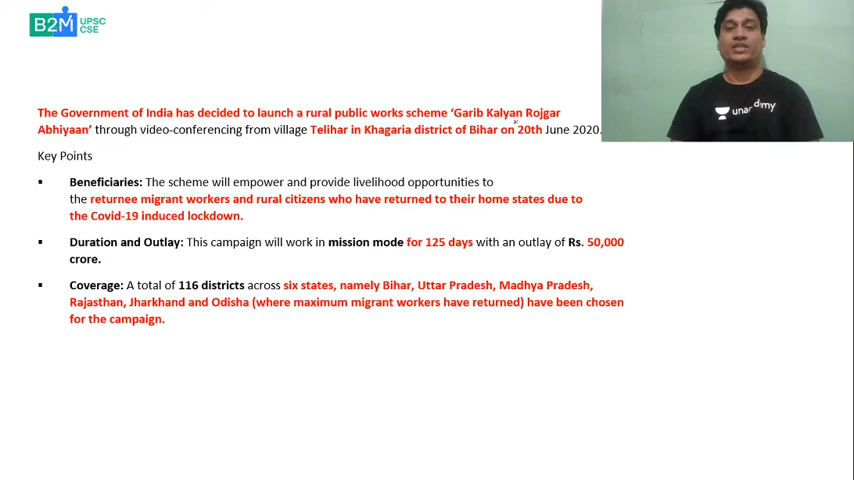 B2M UPSC
CSE
unacademy
The Government of India has decided to launch a rural public works scheme ‘Garib Kalyan Rojgar
Abhiyaan’ through video-conferencing from village Telihar in Khagaria district of Bihar on 20th June 2020.
Key Points
▪ Beneficiaries: The scheme will empower and provide livelihood opportunities to
the returnee migrant workers and rural citizens who have returned to their home states due to
the Covid-19 induced lockdown.
▪ Duration and Outlay: This campaign will work in mission mode for 125 days with an outlay of Rs. 50,000
crore.
▪ Coverage: A total of 116 districts across six states, namely Bihar, Uttar Pradesh, Madhya Pradesh,
Rajasthan, Jharkhand and Odisha (where maximum migrant workers have returned) have been chosen
for the campaign.